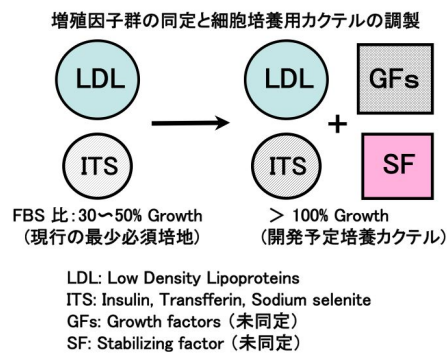 増殖因子群の同定と細胞培養用カクテルの調製
LDL
LDL
GFs
+
ITS
ITS
SF
FBS 比:30〜50% Growth
(現行の最少必須培地)
> 100% Growth
(開発予定培養カクテル)
LDL: Low Density Lipoproteins
ITS: Insulin, Transfferin, Sodium selenite
GFs: Growth factors (未同定)
SF: Stabilizing factor (未同定)